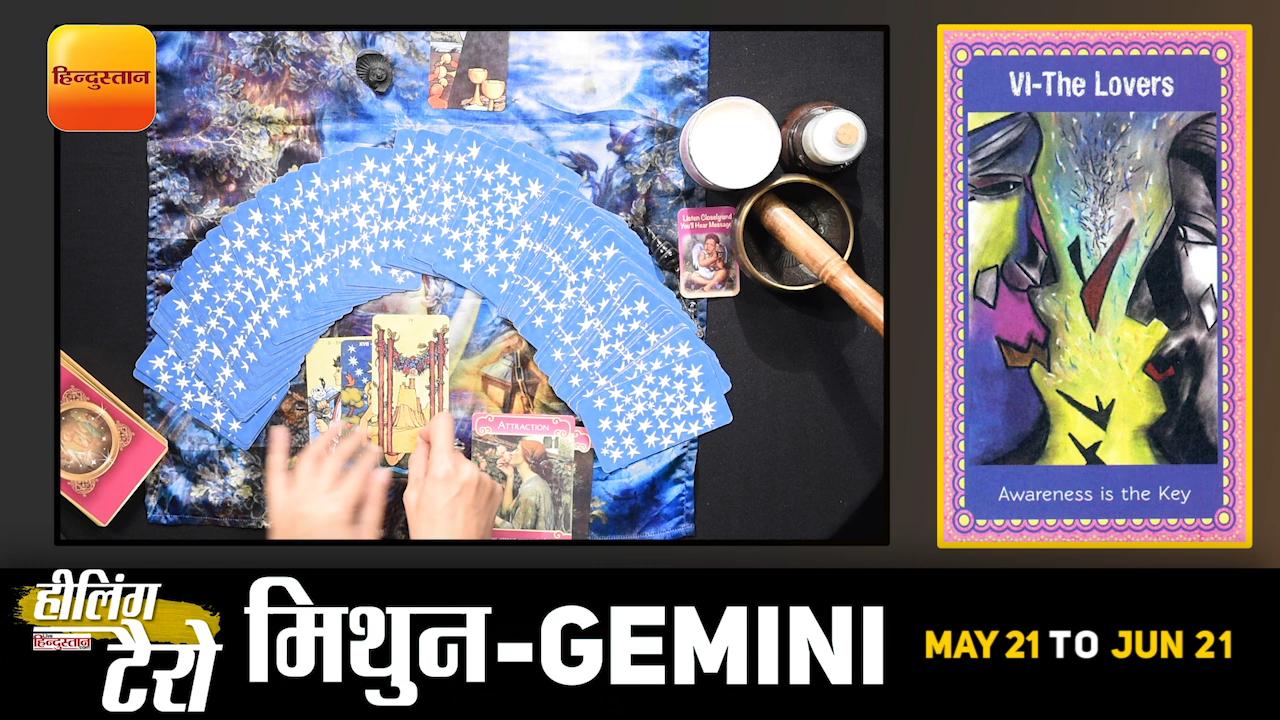 हिन्दुस्तान
VI-The Lovers
Listen Closely and
You'll Hear Message
ATTRACTION
Awareness is the Key
हीलिंग
Live
हिन्दुस्तान
टैरो
मिथुन-GEMINI
MAY 21 TO JUN 21